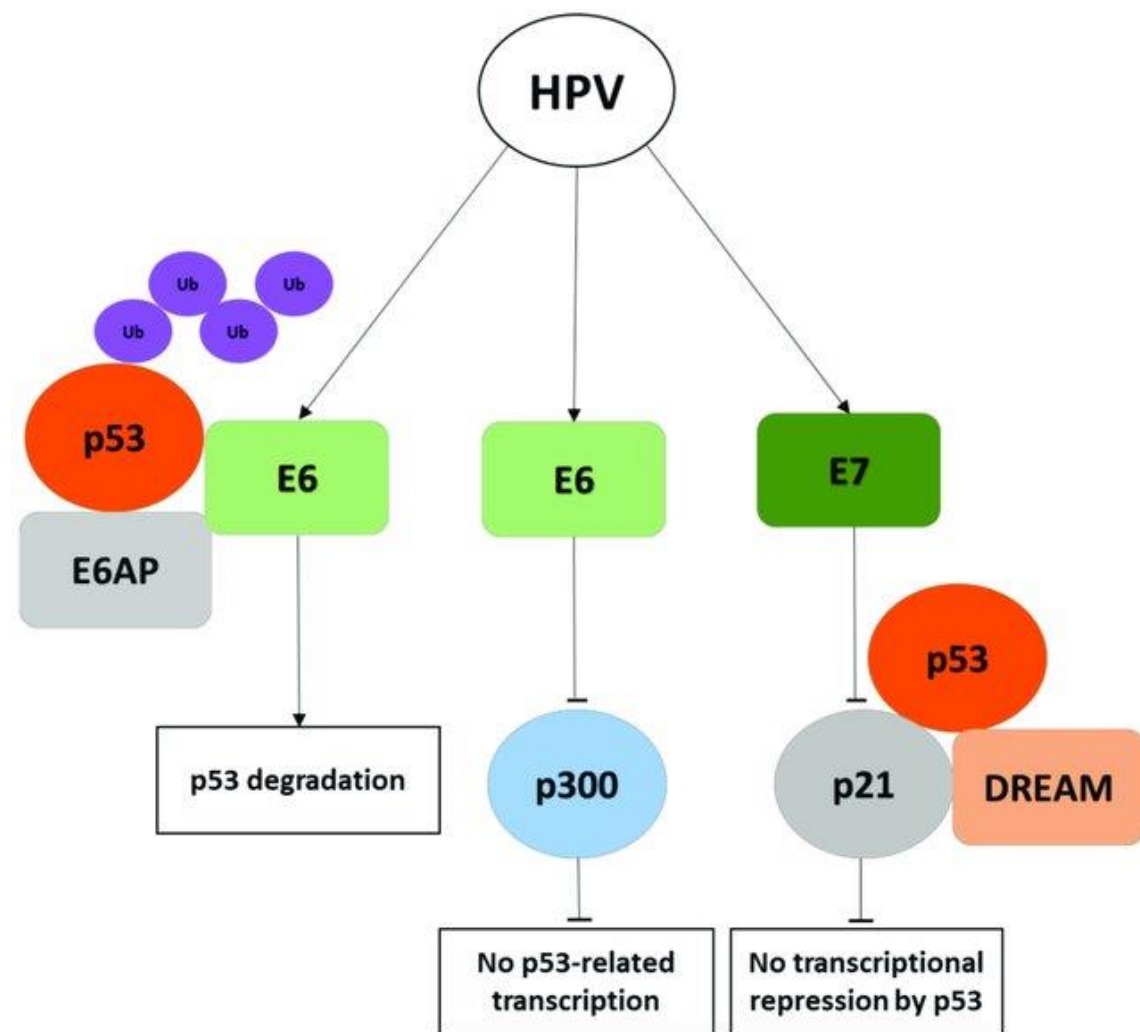 HPV
Ub
Ub
Ub
Ub
p53
E6
E6AP
E6
E7
p53
p53 degradation
p300
p21
DREAM
No p53-related
transcription
No transcriptional
repression by p53